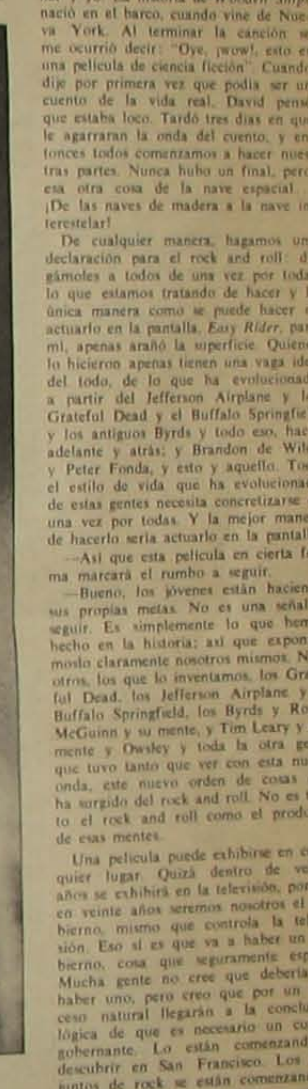 nació en el barco, cuando vine de Nue-
va York. Al terminar la canción se
me ocurrió decir: "Oye, ¡wow!, esto es
una película de ciencia ficción". Cuando
dije por primera vez que podía ser un
cuento de la vida real, David pensó
que estaba loco. Tardó tres días en que
le agarraran la onda del cuento, y en-
tonces todos comenzamos a hacer nues
tras partes. Nunca hubo un final, pero
esa otra cosa de la nave espacial
¡De las naves de madera a la nave in
terestelar!
De cualquier manera, hagamos un
declaración para el rock and roll: di
gámoles a todos de una vez por toda
lo que estamos tratando de hacer y l
única manera como se puede hacer
actuarlo en la pantalla. Easy Rider, par
mí, apenas arañó la superficie. Quiene
lo hicieron apenas tienen una vaga ide
del todo, de lo que ha evolucionad
a partir del Jefferson Airplane y l
Grateful Dead y el Buffalo Springfie
y los antiguos Byrds y todo eso, hac
adelante y atrás; y Brandon de Wild
y Peter Fonda, y esto y aquello. To
el estilo de vida que ha evoluciona
de estas gentes necesita concretizarse
una vez por todas. Y la mejor mane
de hacerlo sería actuarlo en la pantall
—Así que esta película en cierta fo
ma marcará el rumbo a seguir.
—Bueno, los jóvenes están hacien
sus propias metas. No es una señal
seguir. Es simplemente lo que hem
hecho en la historia; así que expon
moslo claramente nosotros mismos. N
otros, los que lo inventamos, los Gra
ful Dead, los Jefferson Airplane y
Buffalo Springfield, los Byrds y Ro
McGuinn y su mente, y Tim Leary y
mente y Owsley y toda la otra ge
que tuvo tanto que ver con esta nu
onda, este nuevo orden de cosas
ha surgido del rock and roll. No es t
to el rock and roll como el produ
de esas mentes.
Una película puede exhibirse en c
quier lugar. Quizá dentro de ve
años se exhibirá en la televisión, por
en veinte años seremos nosotros el
bierno, mismo que controla la tel
sión. Eso si es que va a haber un
bierno, cosa que seguramente esp
Mucha gente no cree que debería
haber uno, pero creo que por un
ceso natural llegarán a la conclu
lógica de que es necesario un cu
gobernante. Lo están comenzand
descubrir en San Francisco. Los
juntos de rock se están comenzan